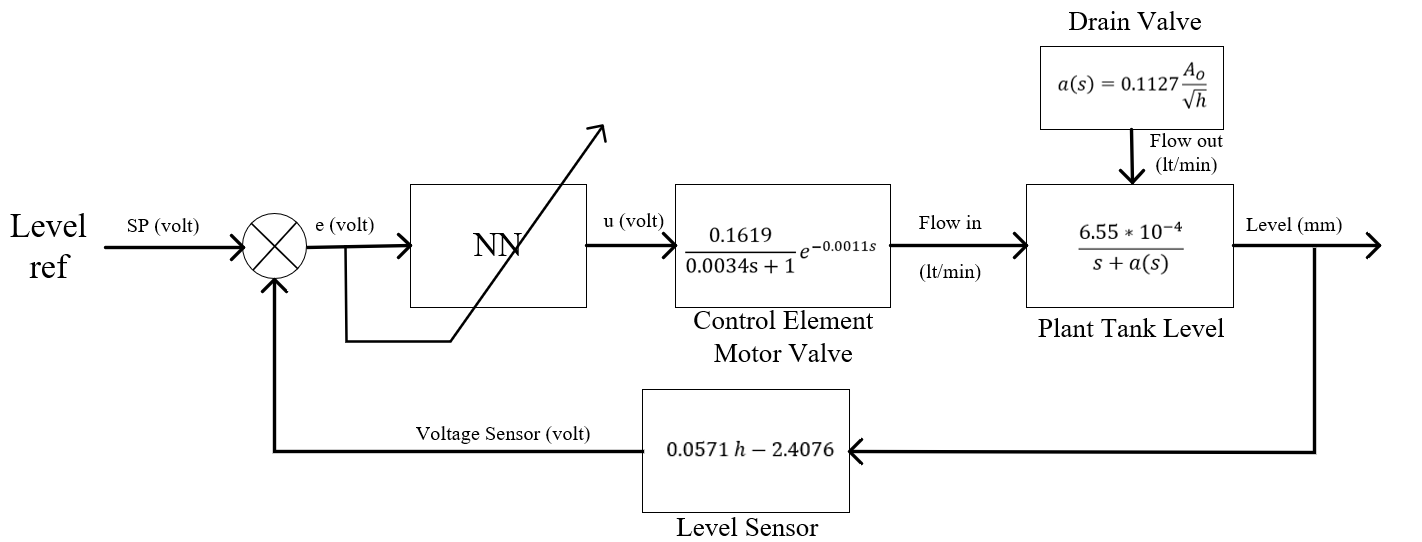 Drain Valve
a(s) = 0.1127 A₀/√h
Flow out
(lt/min)
Level
ref
SP (volt)
e (volt)
NN
u (volt)
0.1619
0.0034s + 1
e^{-0.0011s}
Control Element
Motor Valve
Flow in
(lt/min)
6.55 * 10⁻⁴
s + a(s)
Plant Tank Level
Level (mm)
Voltage Sensor (volt)
0.0571 h − 2.4076
Level Sensor